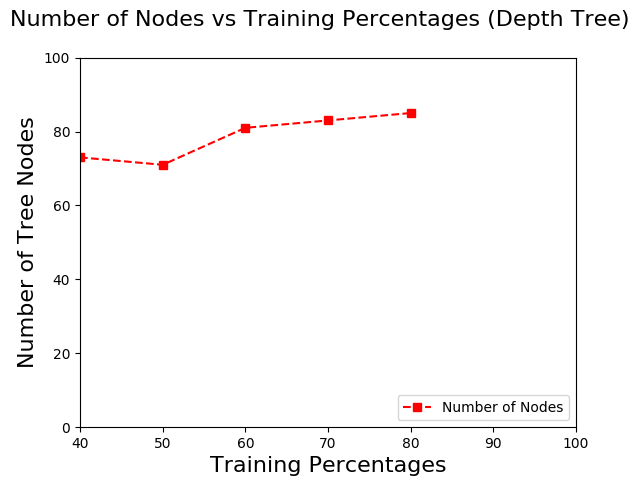 Number of Nodes vs Training Percentages (Depth Tree)
100
80
60
40
20
0
Number of Tree Nodes
Number of Nodes
40 50 60 70 80 90 100
Training Percentages